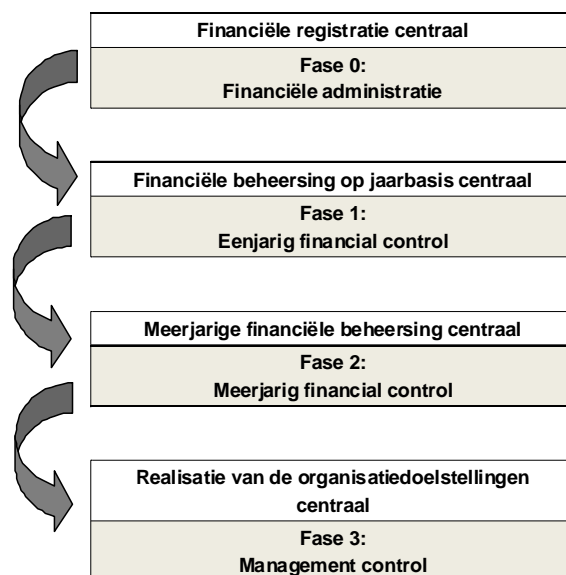 Financiële registratie centraal
Fase 0:
Financiële administratie
Financiële beheersing op jaarbasis centraal
Fase 1:
Eenjarig financial control
Meerjarige financiële beheersing centraal
Fase 2:
Meerjarig financial control
Realisatie van de organisatiedoelstellingen
centraal
Fase 3:
Management control